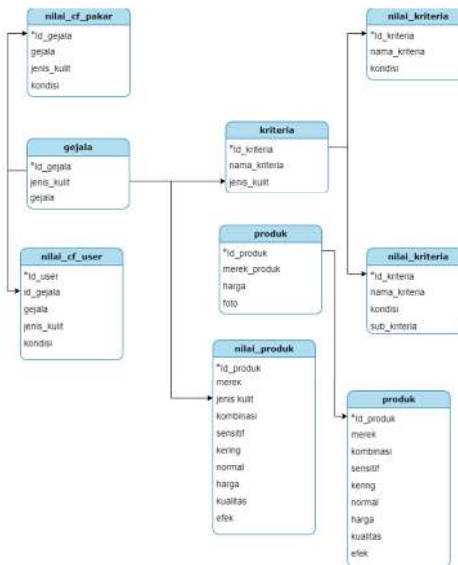 nilai_cf_pakar
*Id_gejala
gejala
jenis_kulit
kondisi
gejala
*Id_gejala
jenis_kulit
gejala
nilai_cf_user
*Id_user
id_gejala
gejala
jenis_kulit
kondisi
kriteria
*Id_kriteria
nama_kriteria
jenis_kulit
produk
*Id_produk
merek_produk
harga
foto
nilai_produk
*Id_produk
merek
jenis kulit
kombinasi
sensitif
kering
normal
harga
kualitas
efek
nilai_kriteria
*Id_kriteria
nama_kriteria
kondisi
nilai_kriteria
*Id_kriteria
nama_kriteria
kondisi
sub_kriteria
produk
*Id_produk
merek
kombinasi
sensitif
kering
normal
harga
kualitas
efek